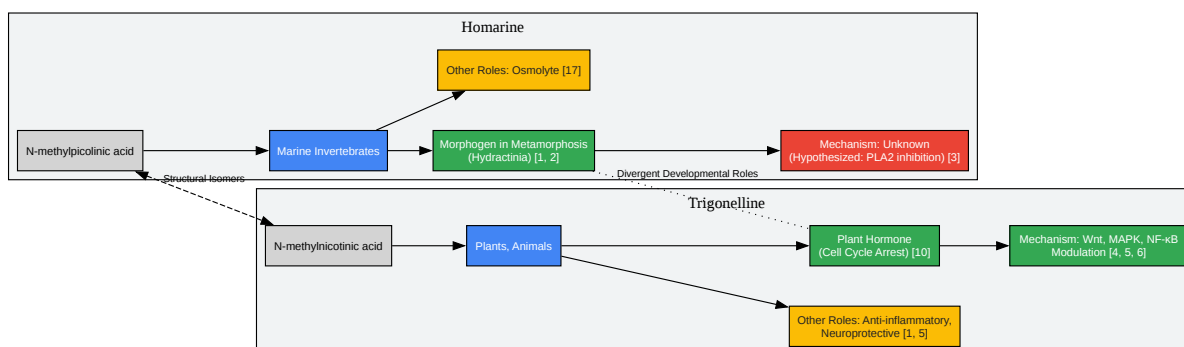 Homarine
Other Roles: Osmolyte [17]
N-methylpicolinic acid
Marine Invertebrates
Morphogen in Metamorphosis
(Hydractinia) [1, 2]
Mechanism: Unknown
(Hypothesized: PLA2 inhibition) [3]
Structural Isomers
Divergent Developmental Roles
Trigonelline
N-methylnicotinic acid
Plants, Animals
Plant Hormone
(Cell Cycle Arrest) [10]
Mechanism: Wnt, MAPK, NF-κB
Modulation [4, 5, 6]
Other Roles: Anti-inflammatory,
Neuroprotective [1, 5]